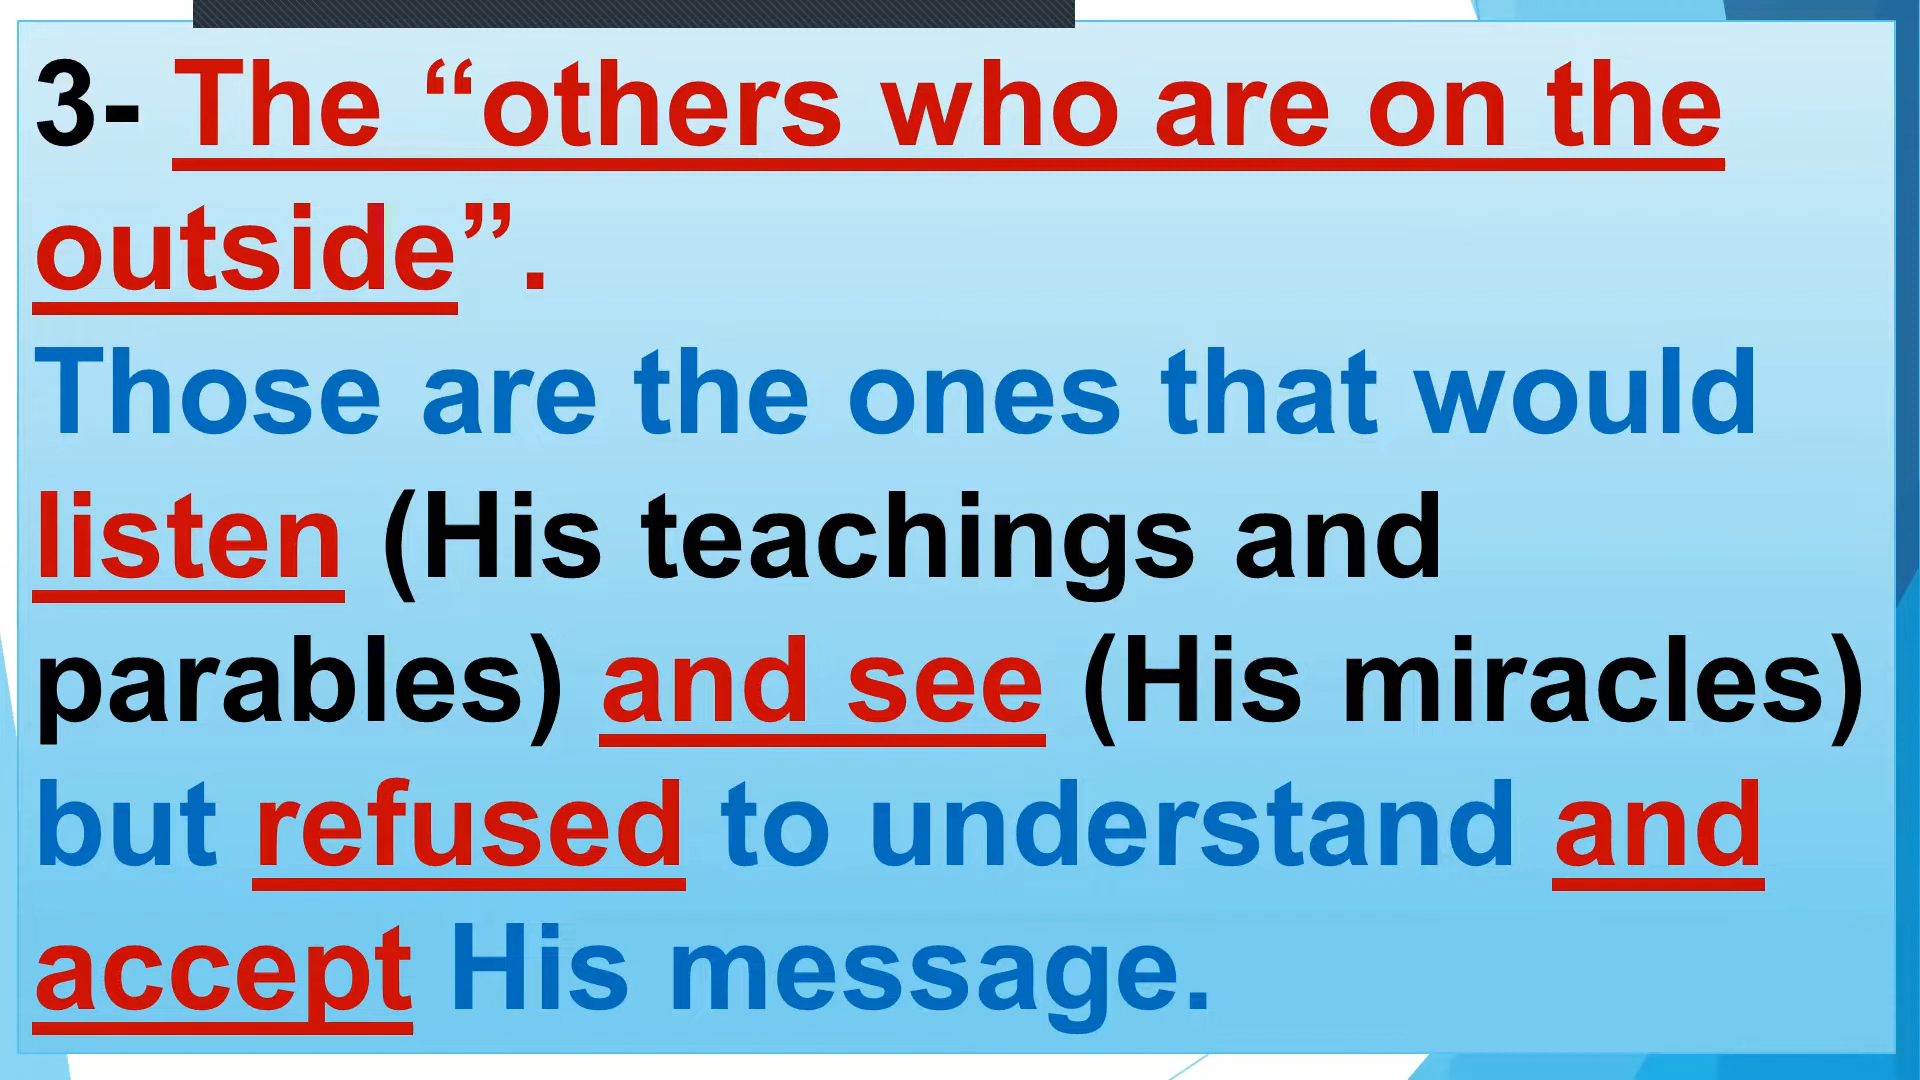 3- The “others who are on the
outside”.
Those are the ones that would
listen (His teachings and
parables) and see (His miracles)
but refused to understand and
accept His message.